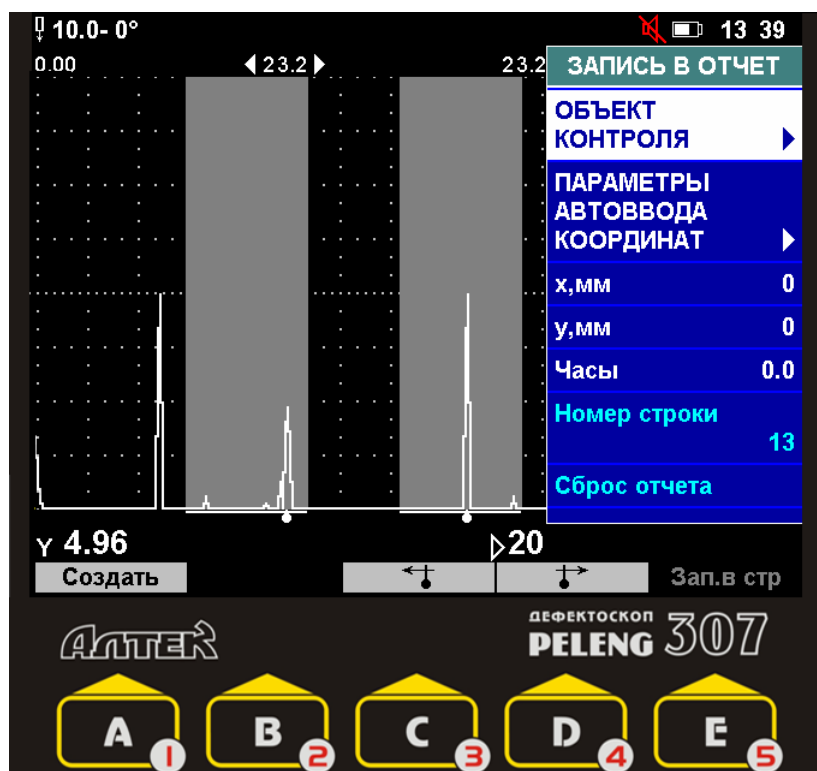 10.0- 0°
13 39
0.00
23.2
23.2
ЗАПИСЬ В ОТЧЕТ
ОБЪЕКТ
КОНТРОЛЯ
ПАРАМЕТРЫ
АВТОВВОДА
КООРДИНАТ
x,мм 0
y,мм 0
Часы 0.0
Номер строки
13
Сброс отчета
Y 4.96
20
Создать
Зап.в стр
Алтек
ДЕФЕКТОСКОП
PELENG 307
A 1
B 2
C 3
D 4
E 5